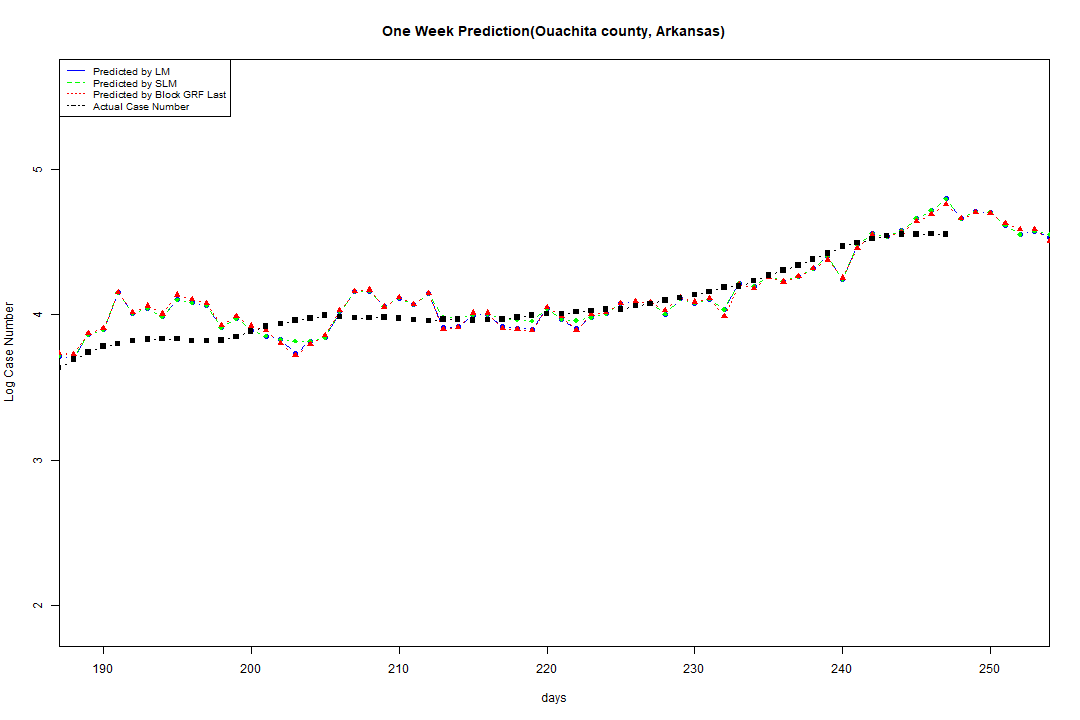 One Week Prediction(Ouachita county, Arkansas)
Predicted by LM
Predicted by SLM
Predicted by Block GRF Last
Actual Case Number
Log Case Number
5
4
3
2
190 200 210 220 230 240 250
days